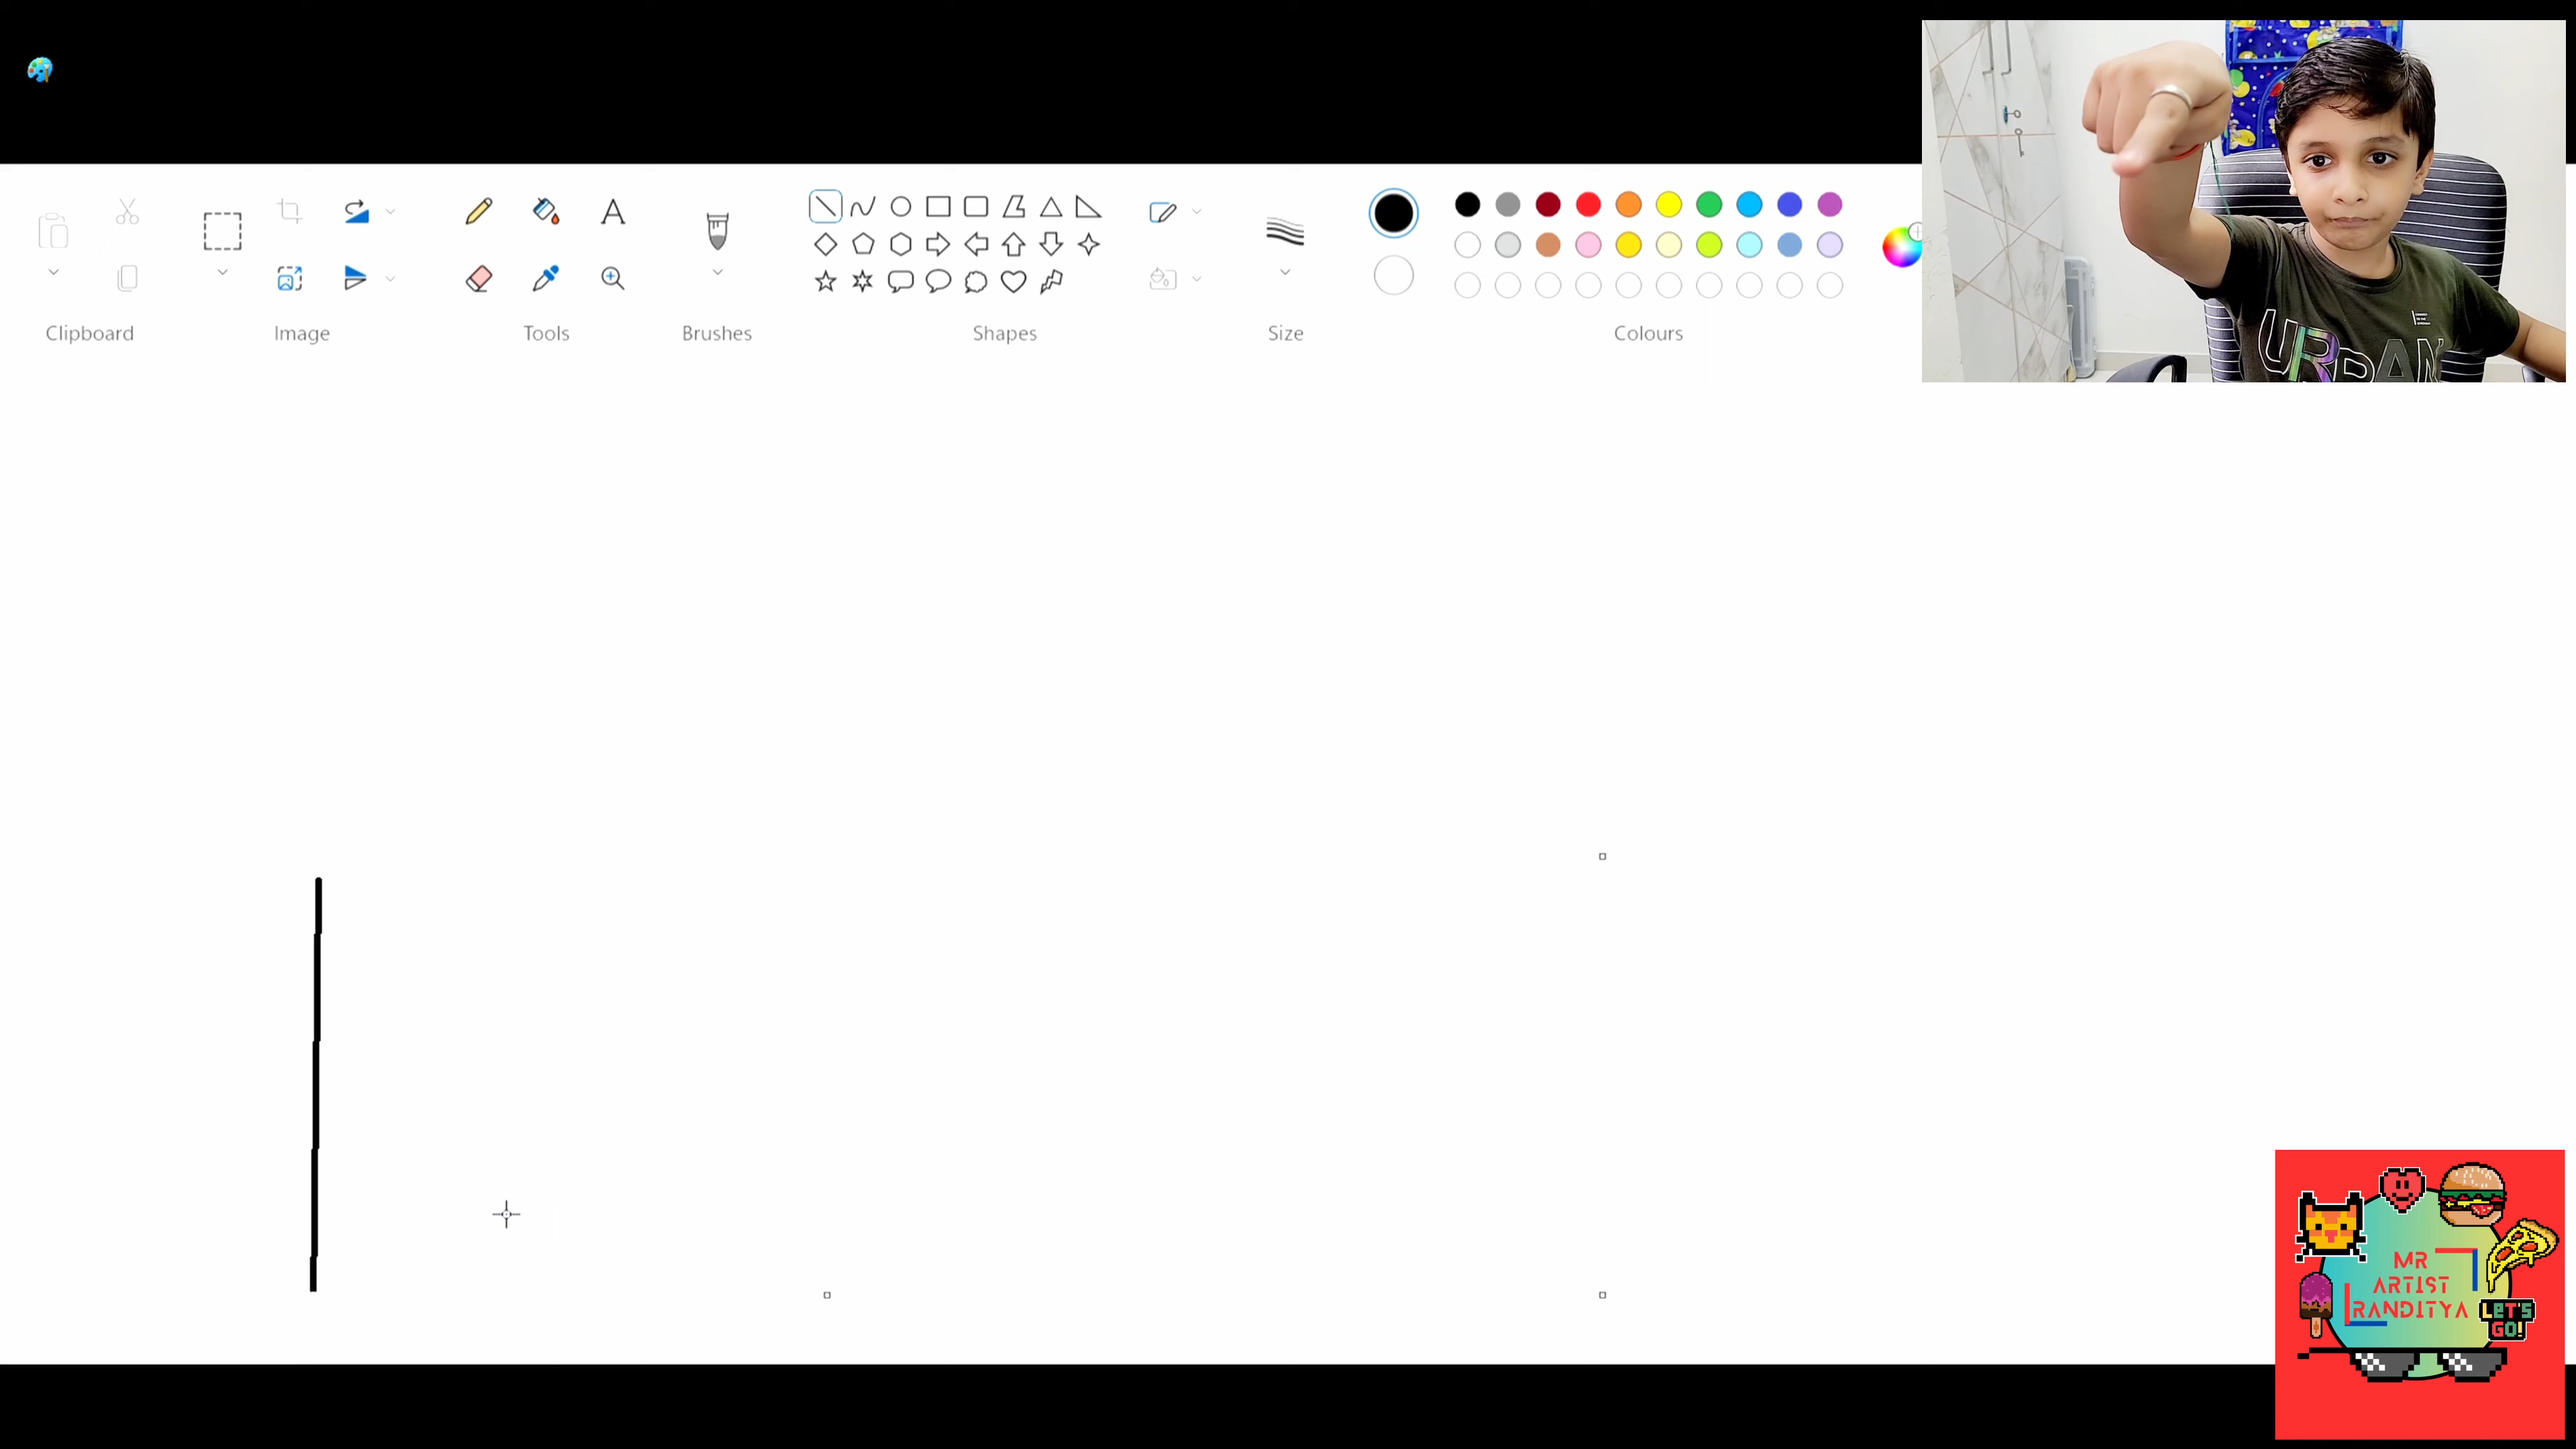 Clipboard
Image
Tools
Brushes
Shapes
Size
Colours
URBAN
MR
ARTIST
RANDITYA
LET'S
GO!